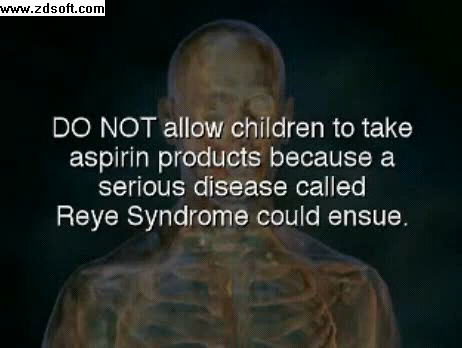 www.zdsoft.com
DO NOT allow children to take
aspirin products because a
serious disease called
Reye Syndrome could ensue.